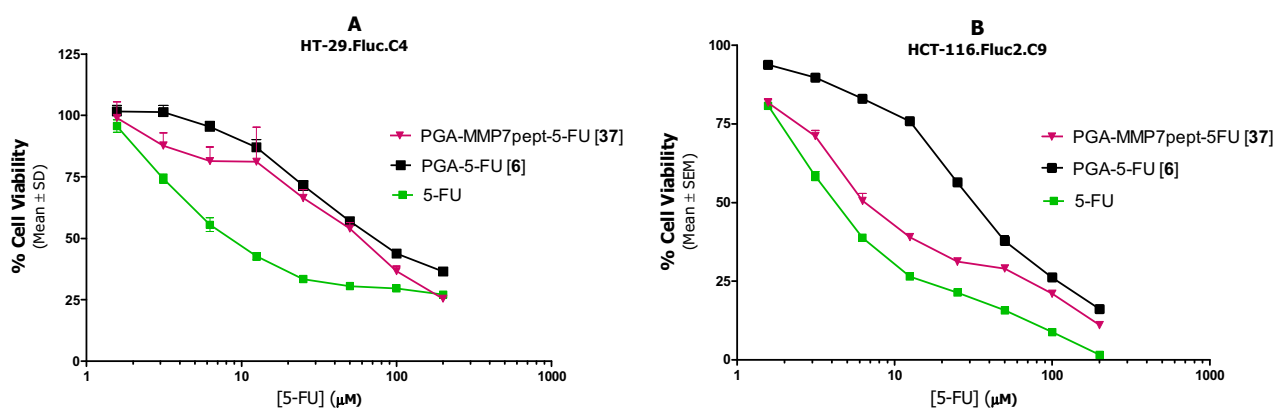 A
HT-29.Fluc.C4
% Cell Viability
(Mean ± SD)
125
100
75
50
25
0
1
10
100
1000
[5-FU] (μM)
PGA-MMP7pept-5-FU [37]
PGA-5-FU [6]
5-FU
B
HCT-116.Fluc2.C9
% Cell Viability
(Mean ± SEM)
100
75
50
25
0
1
10
100
1000
[5-FU] (μM)
PGA-MMP7pept-5FU [37]
PGA-5-FU [6]
5-FU